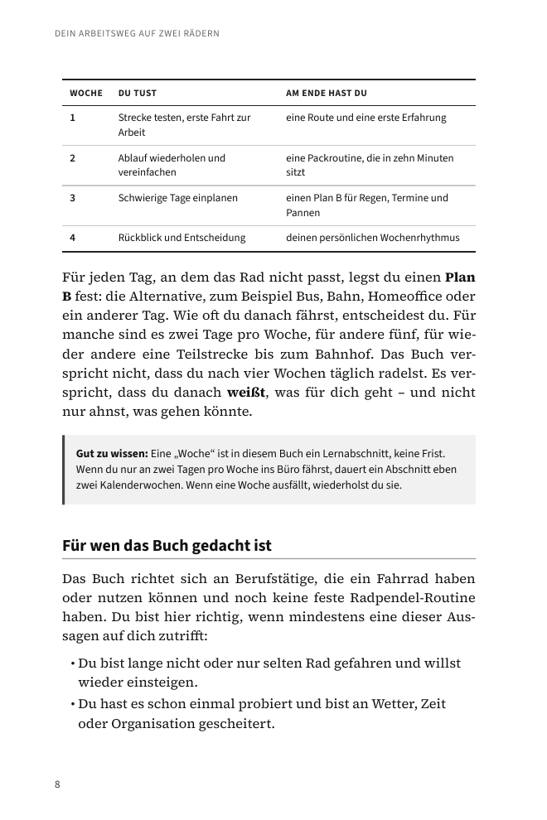 DEIN ARBEITSWEG AUF ZWEI RÄDERN
WOCHE DU TUST AM ENDE HAST DU
1 Strecke testen, erste Fahrt zur Arbeit eine Route und eine erste Erfahrung
2 Ablauf wiederholen und vereinfachen eine Packroutine, die in zehn Minuten sitzt
3 Schwierige Tage einplanen einen Plan B für Regen, Termine und Pannen
4 Rückblick und Entscheidung deinen persönlichen Wochenrhythmus
Für jeden Tag, an dem das Rad nicht passt, legst du einen Plan
B fest: die Alternative, zum Beispiel Bus, Bahn, Homeoffice oder
ein anderer Tag. Wie oft du danach fährst, entscheidest du. Für
manche sind es zwei Tage pro Woche, für andere fünf, für wie-
der andere eine Teilstrecke bis zum Bahnhof. Das Buch ver-
spricht nicht, dass du nach vier Wochen täglich radelst. Es ver-
spricht, dass du danach weißt, was für dich geht – und nicht
nur ahnst, was gehen könnte.
Gut zu wissen: Eine „Woche“ ist in diesem Buch ein Lernabschnitt, keine Frist.
Wenn du nur an zwei Tagen pro Woche ins Büro fährst, dauert ein Abschnitt eben
zwei Kalenderwochen. Wenn eine Woche ausfällt, wiederholst du sie.
Für wen das Buch gedacht ist
Das Buch richtet sich an Berufstätige, die ein Fahrrad haben
oder nutzen können und noch keine feste Radpendel-Routine
haben. Du bist hier richtig, wenn mindestens eine dieser Aus-
sagen auf dich zutrifft:
• Du bist lange nicht oder nur selten Rad gefahren und willst
wieder einsteigen.
• Du hast es schon einmal probiert und bist an Wetter, Zeit
oder Organisation gescheitert.
8